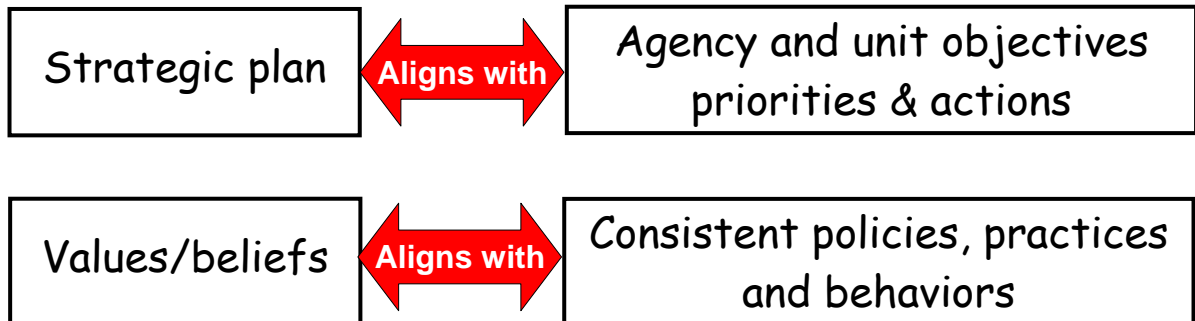 Strategic plan
Aligns with
Agency and unit objectives
priorities & actions
Values/beliefs
Aligns with
Consistent policies, practices
and behaviors